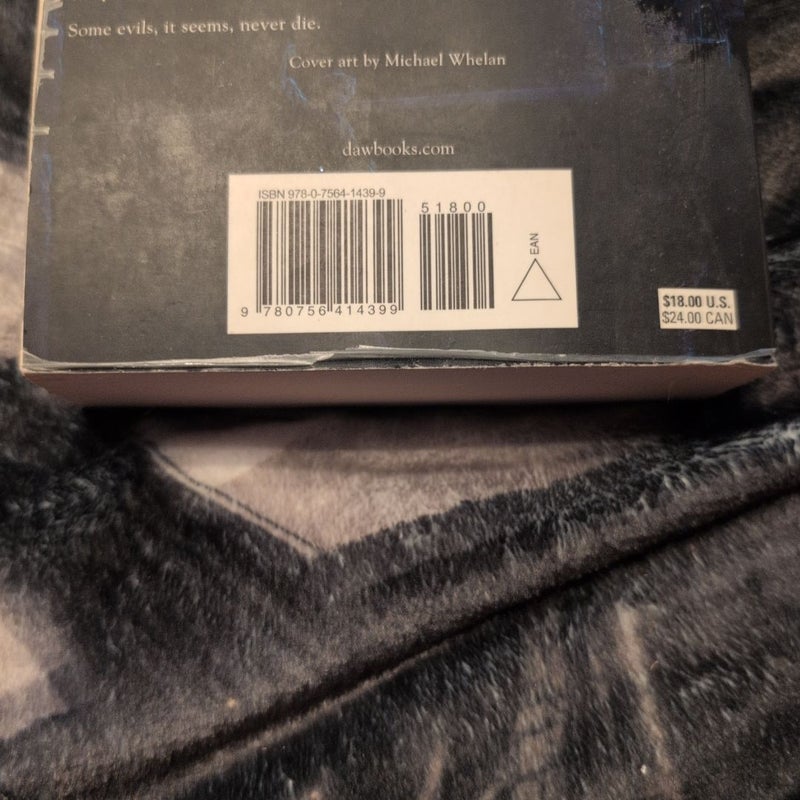 Some evils, it seems, never die.
Cover art by Michael Whelan
dawbooks.com
ISBN 978-0-7564-1439-9
51800
EAN
9 780756 414399
$18.00 U.S.
$24.00 CAN